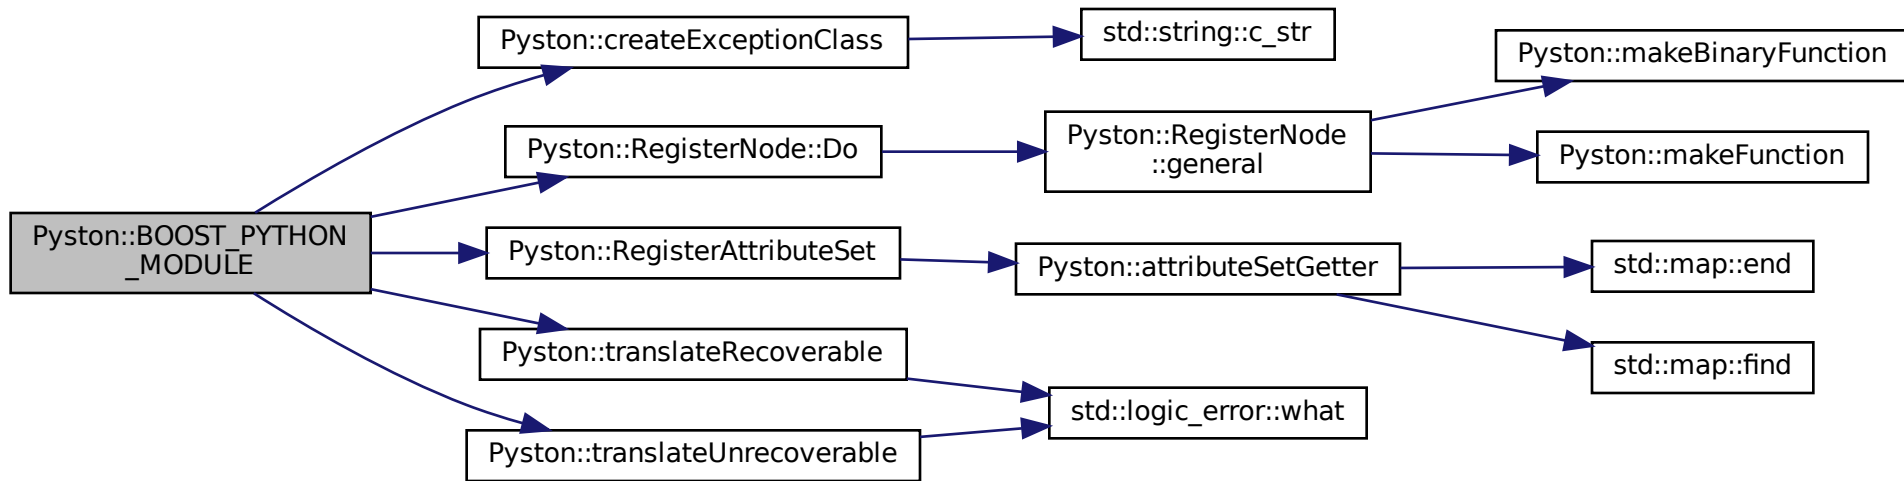 Pyston::BOOST_PYTHON
_MODULE
Pyston::createExceptionClass
std::string::c_str
Pyston::RegisterNode::Do
Pyston::RegisterNode
::general
Pyston::makeBinaryFunction
Pyston::makeFunction
Pyston::RegisterAttributeSet
Pyston::attributeSetGetter
std::map::end
std::map::find
Pyston::translateRecoverable
std::logic_error::what
Pyston::translateUnrecoverable